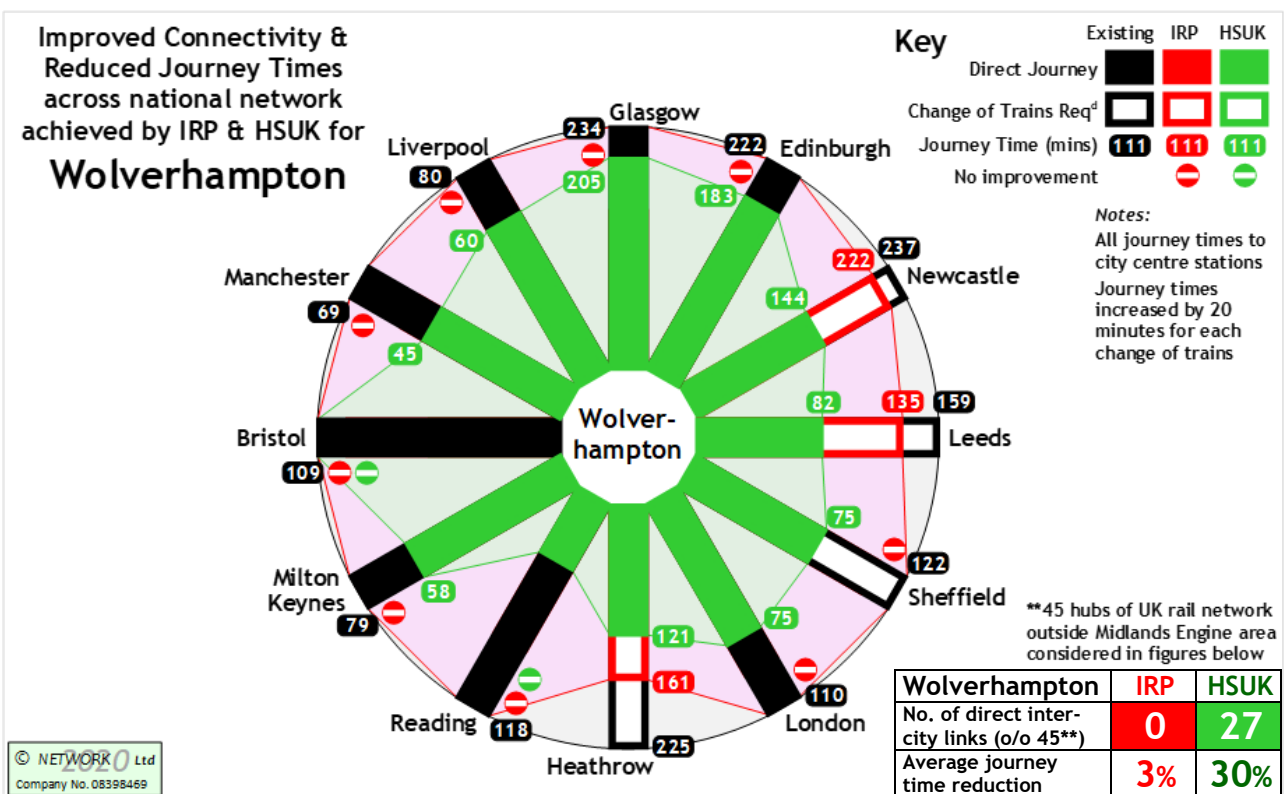 Improved Connectivity &
Reduced Journey Times
across national network
achieved by IRP & HSUK for
Wolverhampton
Key
Existing IRP HSUK
Direct Journey
Change of Trains Reqᵈ
Journey Time (mins) 111 111 111
No improvement
Notes:
All journey times to
city centre stations
Journey times
increased by 20
minutes for each
change of trains
Glasgow
234
205
Edinburgh
222
183
Newcastle
237
222
144
Leeds
159
135
82
Sheffield
122
75
London
110
75
Heathrow
225
161
121
Reading
118
Milton
Keynes
79
58
Bristol
109
Manchester
69
45
Liverpool
80
60
Wolver-
hampton
**45 hubs of UK rail network
outside Midlands Engine area
considered in figures below
Wolverhampton IRP HSUK
No. of direct inter-
city links (o/o 45**) 0 27
Average journey
time reduction 3% 30%
© NETWORK 2020 Ltd
Company No. 08398469